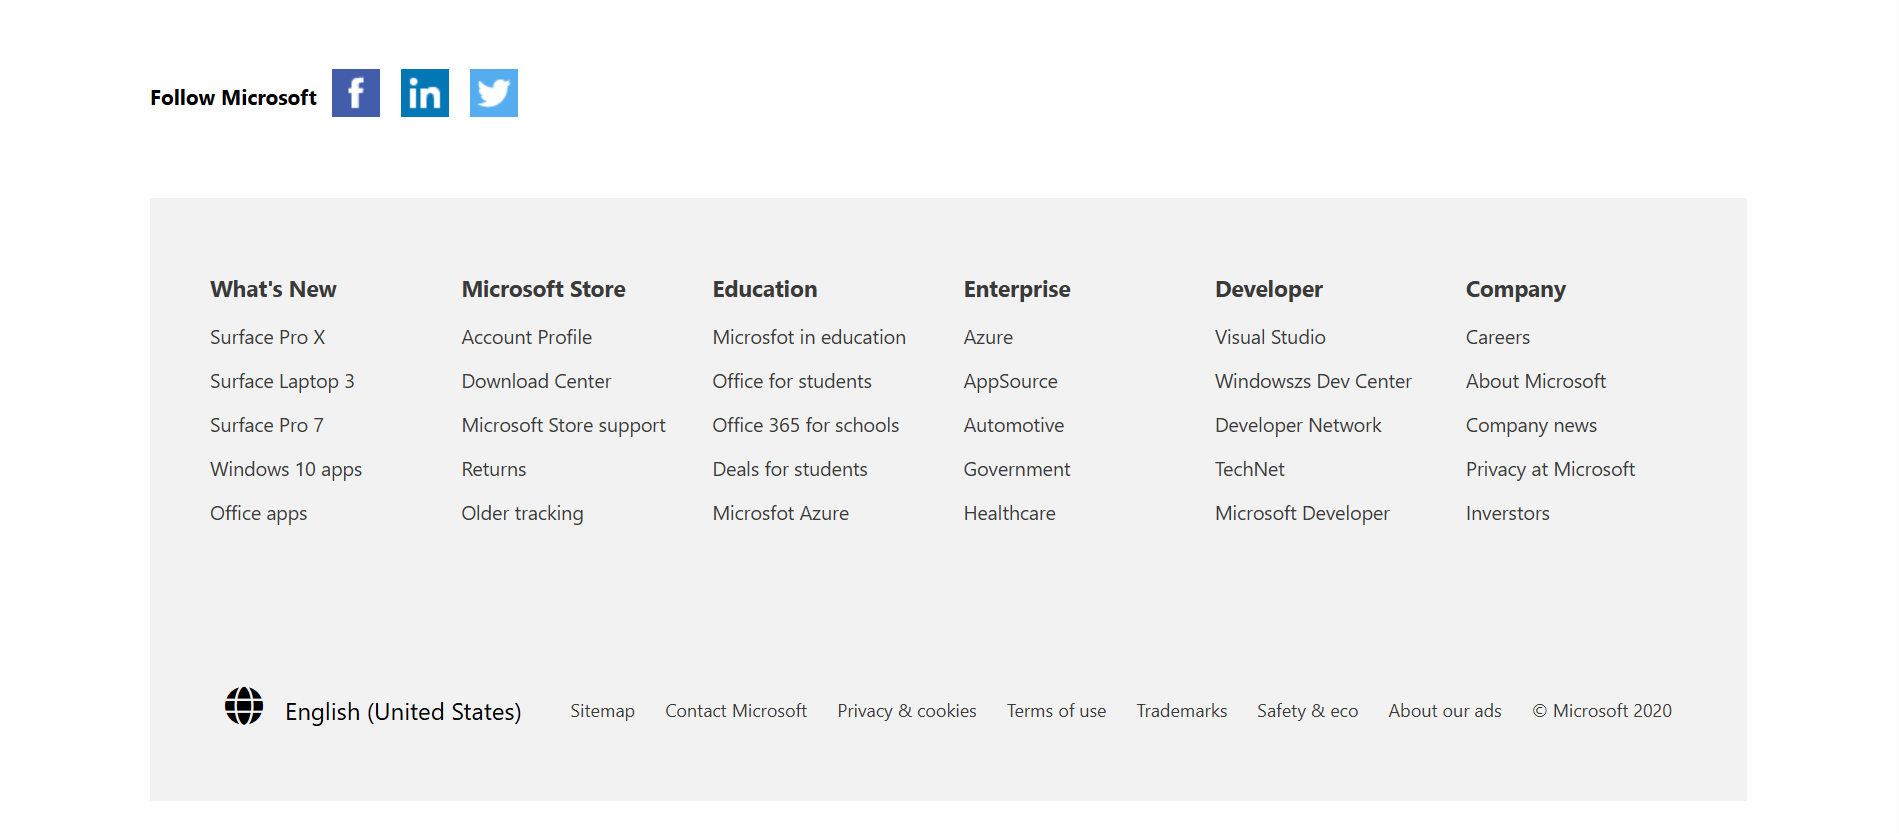 Follow Microsoft
What's New
Surface Pro X
Surface Laptop 3
Surface Pro 7
Windows 10 apps
Office apps
Microsoft Store
Account Profile
Download Center
Microsoft Store support
Returns
Older tracking
Education
Microsfot in education
Office for students
Office 365 for schools
Deals for students
Microsfot Azure
Enterprise
Azure
AppSource
Automotive
Government
Healthcare
Developer
Visual Studio
Windowszs Dev Center
Developer Network
TechNet
Microsoft Developer
Company
Careers
About Microsoft
Company news
Privacy at Microsoft
Inverstors
English (United States) Sitemap Contact Microsoft Privacy & cookies Terms of use Trademarks Safety & eco About our ads © Microsoft 2020